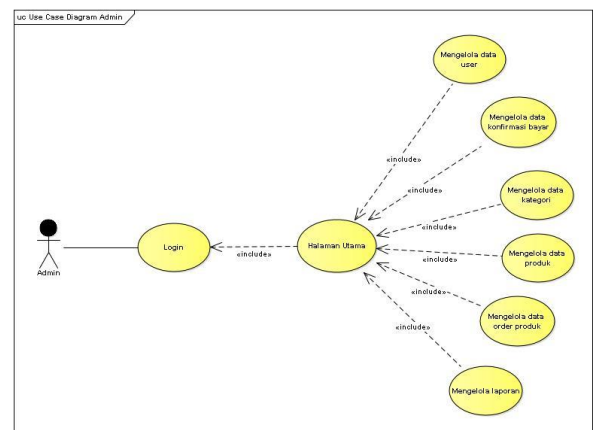 uc Use Case Diagram Admin
Mengelola data
user
Mengelola data
konfirmasi bayar
«include»
«include»
Mengelola data
kategori
«include»
Admin
Login
«include»
Halaman Utama
«include»
Mengelola data
produk
«include»
Mengelola data
order produk
«include»
Mengelola laporan